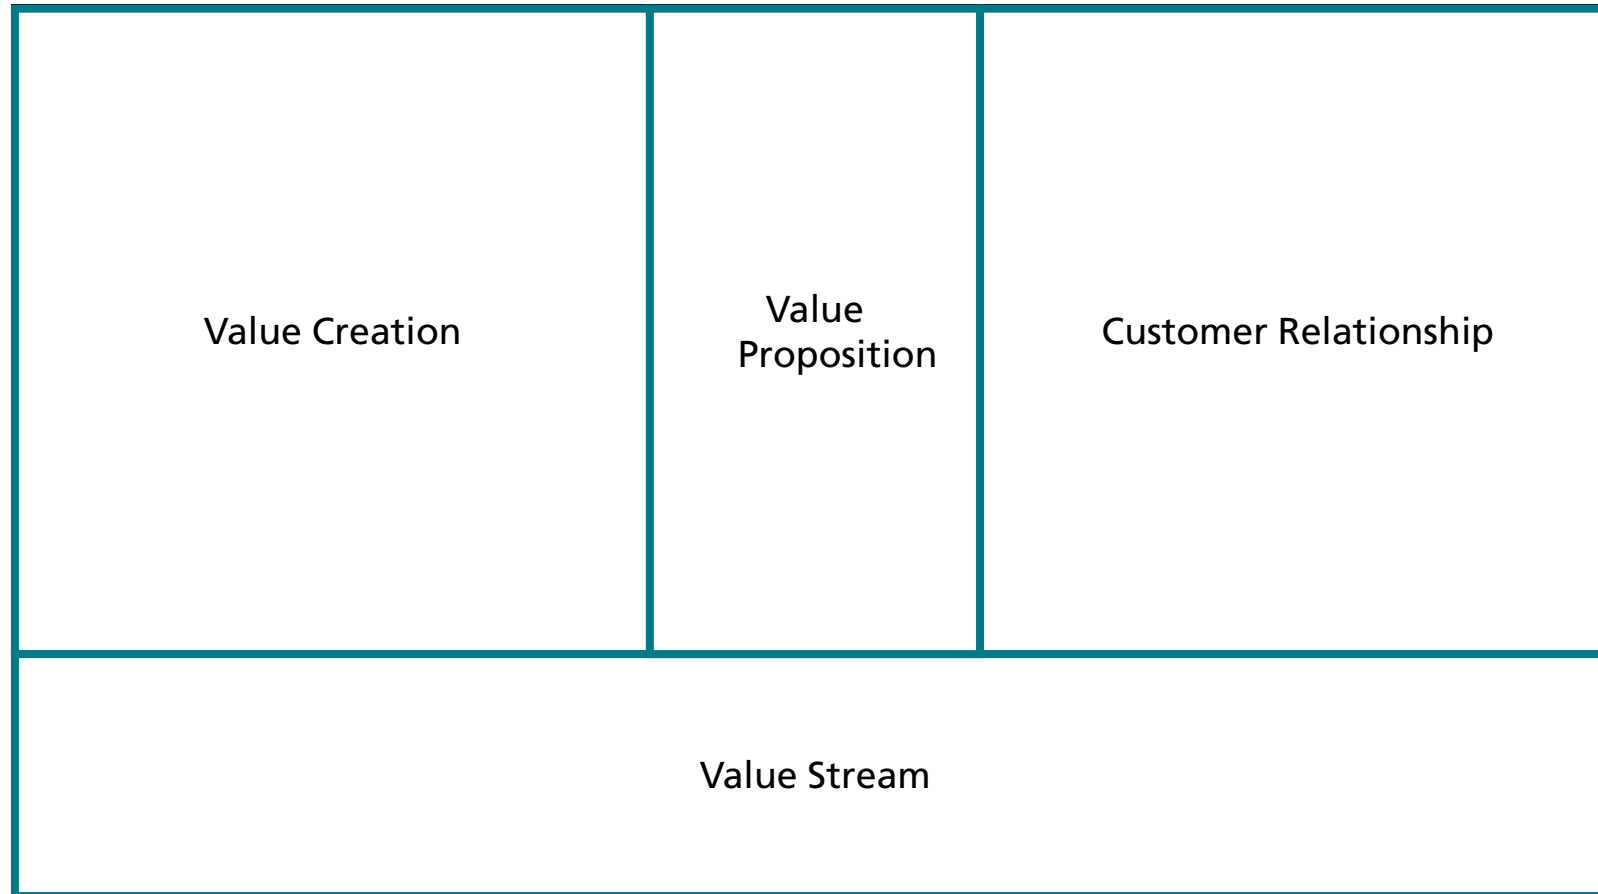 Value Creation
Value
Proposition
Customer Relationship
Value Stream